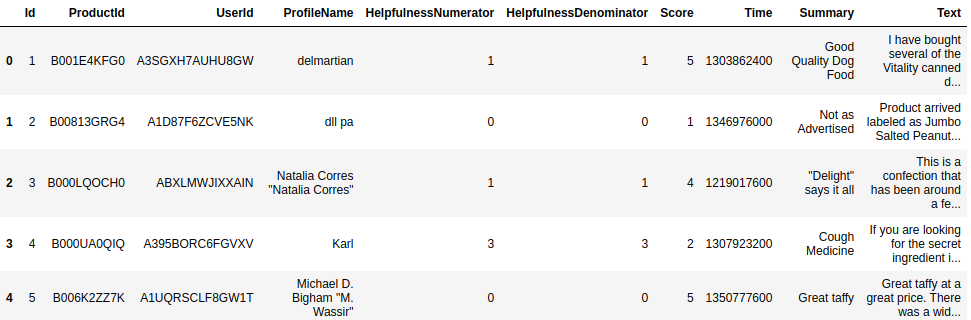 Id ProductId UserId ProfileName HelpfulnessNumerator HelpfulnessDenominator Score Time Summary Text
0 1 B001E4KFG0 A3SGXH7AUHU8GW delmartian 1 1 5 1303862400 Good Quality Dog Food I have bought several of the Vitality canned d...
1 2 B00813GRG4 A1D87F6ZCVE5NK dll pa 0 0 1 1346976000 Not as Advertised Product arrived labeled as Jumbo Salted Peanut...
2 3 B000LQOCH0 ABXLMWJIXXAIN Natalia Corres "Natalia Corres" 1 1 4 1219017600 "Delight" says it all This is a confection that has been around a fe...
3 4 B000UA0QIQ A395BORC6FGVXV Karl 3 3 2 1307923200 Cough Medicine If you are looking for the secret ingredient i...
4 5 B006K2ZZ7K A1UQRSCLF8GW1T Michael D. Bigham "M. Wassir" 0 0 5 1350777600 Great taffy Great taffy at a great price. There was a wid...